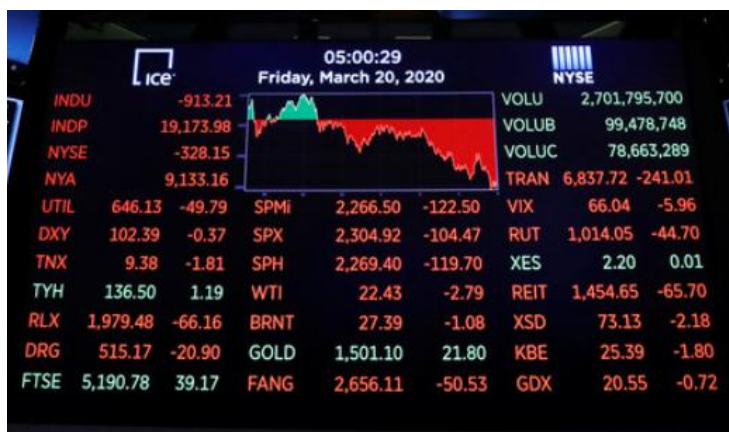 ice
05:00:29
Friday, March 20, 2020
NYSE
INDU -913.21
INDP 19,173.98
NYSE -328.15
NYA 9,133.16
VOLU 2,701,795,700
VOLUB 99,478,748
VOLUC 78,663,289
TRAN 6,837.72 -241.01
UTIL 646.13 -49.79 SPMi 2,266.50 -122.50 VIX 66.04 -5.96
DXY 102.39 -0.37 SPX 2,304.92 -104.47 RUT 1,014.05 -44.70
TNX 9.38 -1.81 SPH 2,269.40 -119.70 XES 2.20 0.01
TYH 136.50 1.19 WTI 22.43 -2.79 REIT 1,454.65 -65.70
RLX 1,979.48 -66.16 BRNT 27.39 -1.08 XSD 73.13 -2.18
DRG 515.17 -20.90 GOLD 1,501.10 21.80 KBE 25.39 -1.80
FTSE 5,190.78 39.17 FANG 2,656.11 -50.53 GDX 20.55 -0.72